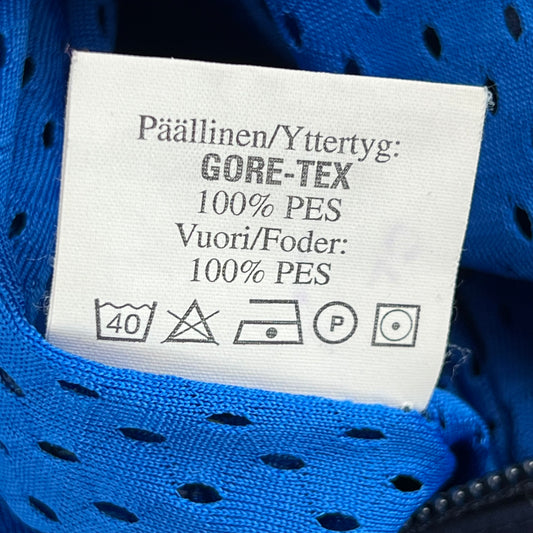 Päällinen/Yttertyg:
GORE-TEX
100% PES
Vuori/Foder:
100% PES
40 P